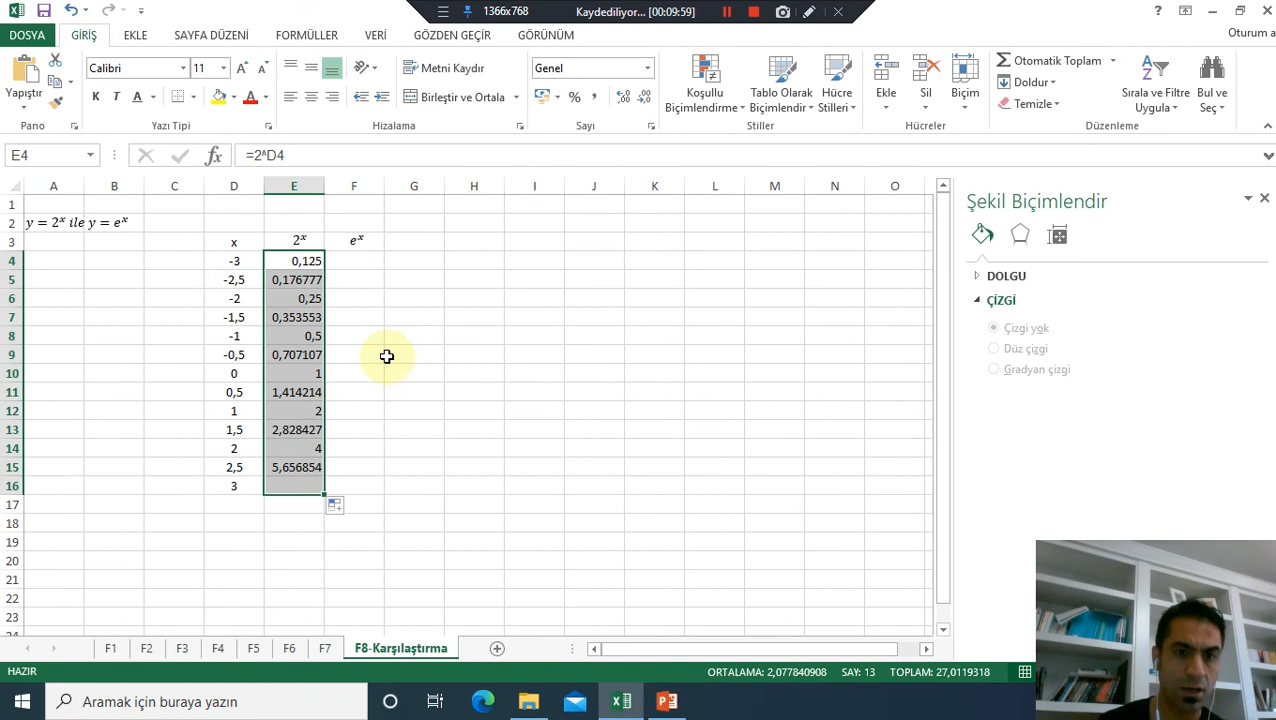 1366x768
Kaydediliyor... [00:09:59]
?
DOSYA GİRİŞ EKLE SAYFA DÜZENİ FORMÜLLER VERİ GÖZDEN GEÇİR GÖRÜNÜM Oturum a
Yapıştır
Calibri 11
K T A A
Metni Kaydır
Birleştir ve Ortala
Genel
%
Koşullu Biçimlendirme
Tablo Olarak Biçimlendir
Hücre Stilleri
Ekle Sil Biçim
Otomatik Toplam
Doldur
Temizle
Sırala ve Filtre Uygula
Bul ve Seç
Pano Yazı Tipi Hizalama Sayı Stiller Hücreler Düzenleme
E4 fx =2^D4
A B C D E F G H I J K L M N O
1
2 y = 2^x ile y = e^x
3 x 2^x e^x
4 -3 0,125
5 -2,5 0,176777
6 -2 0,25
7 -1,5 0,353553
8 -1 0,5
9 -0,5 0,707107
10 0 1
11 0,5 1,414214
12 1 2
13 1,5 2,828427
14 2 4
15 2,5 5,656854
16 3
17
18
19
20
21
22
23
24
Şekil Biçimlendir
DOLGU
ÇİZGİ
Çizgi yok
Düz çizgi
Gradyan çizgi
F1 F2 F3 F4 F5 F6 F7 F8-Karşılaştırma
HAZIR ORTALAMA: 2,077840908 SAY: 13 TOPLAM: 27,0119318
Aramak için buraya yazın